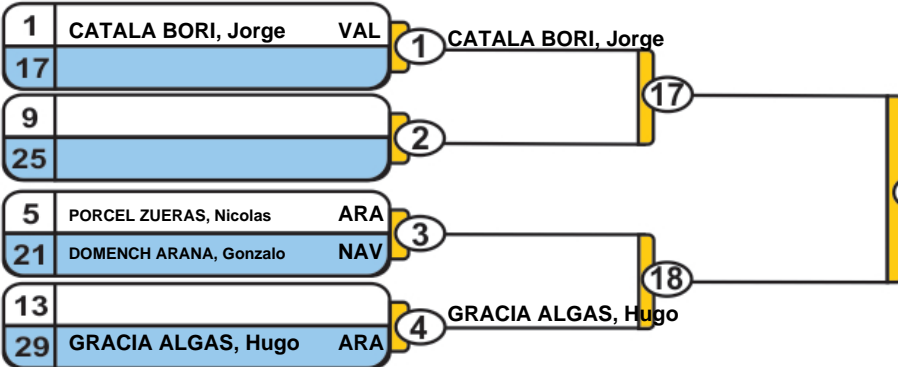 1 CATALA BORI, Jorge VAL
17
1 CATALA BORI, Jorge
17
9
25
2
5 PORCEL ZUERAS, Nicolas ARA
21 DOMENCH ARANA, Gonzalo NAV
3
18
13
29 GRACIA ALGAS, Hugo ARA
4 GRACIA ALGAS, Hugo